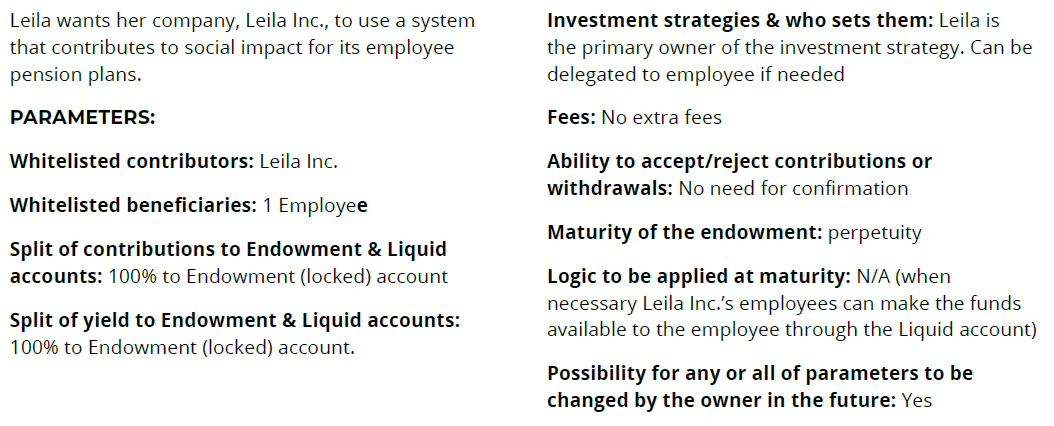 Leila wants her company, Leila Inc., to use a system
that contributes to social impact for its employee
pension plans.
PARAMETERS:
Whitelisted contributors: Leila Inc.
Whitelisted beneficiaries: 1 Employee
Split of contributions to Endowment & Liquid
accounts: 100% to Endowment (locked) account
Split of yield to Endowment & Liquid accounts:
100% to Endowment (locked) account.
Investment strategies & who sets them: Leila is
the primary owner of the investment strategy. Can be
delegated to employee if needed
Fees: No extra fees
Ability to accept/reject contributions or
withdrawals: No need for confirmation
Maturity of the endowment: perpetuity
Logic to be applied at maturity: N/A (when
necessary Leila Inc.’s employees can make the funds
available to the employee through the Liquid account)
Possibility for any or all of parameters to be
changed by the owner in the future: Yes